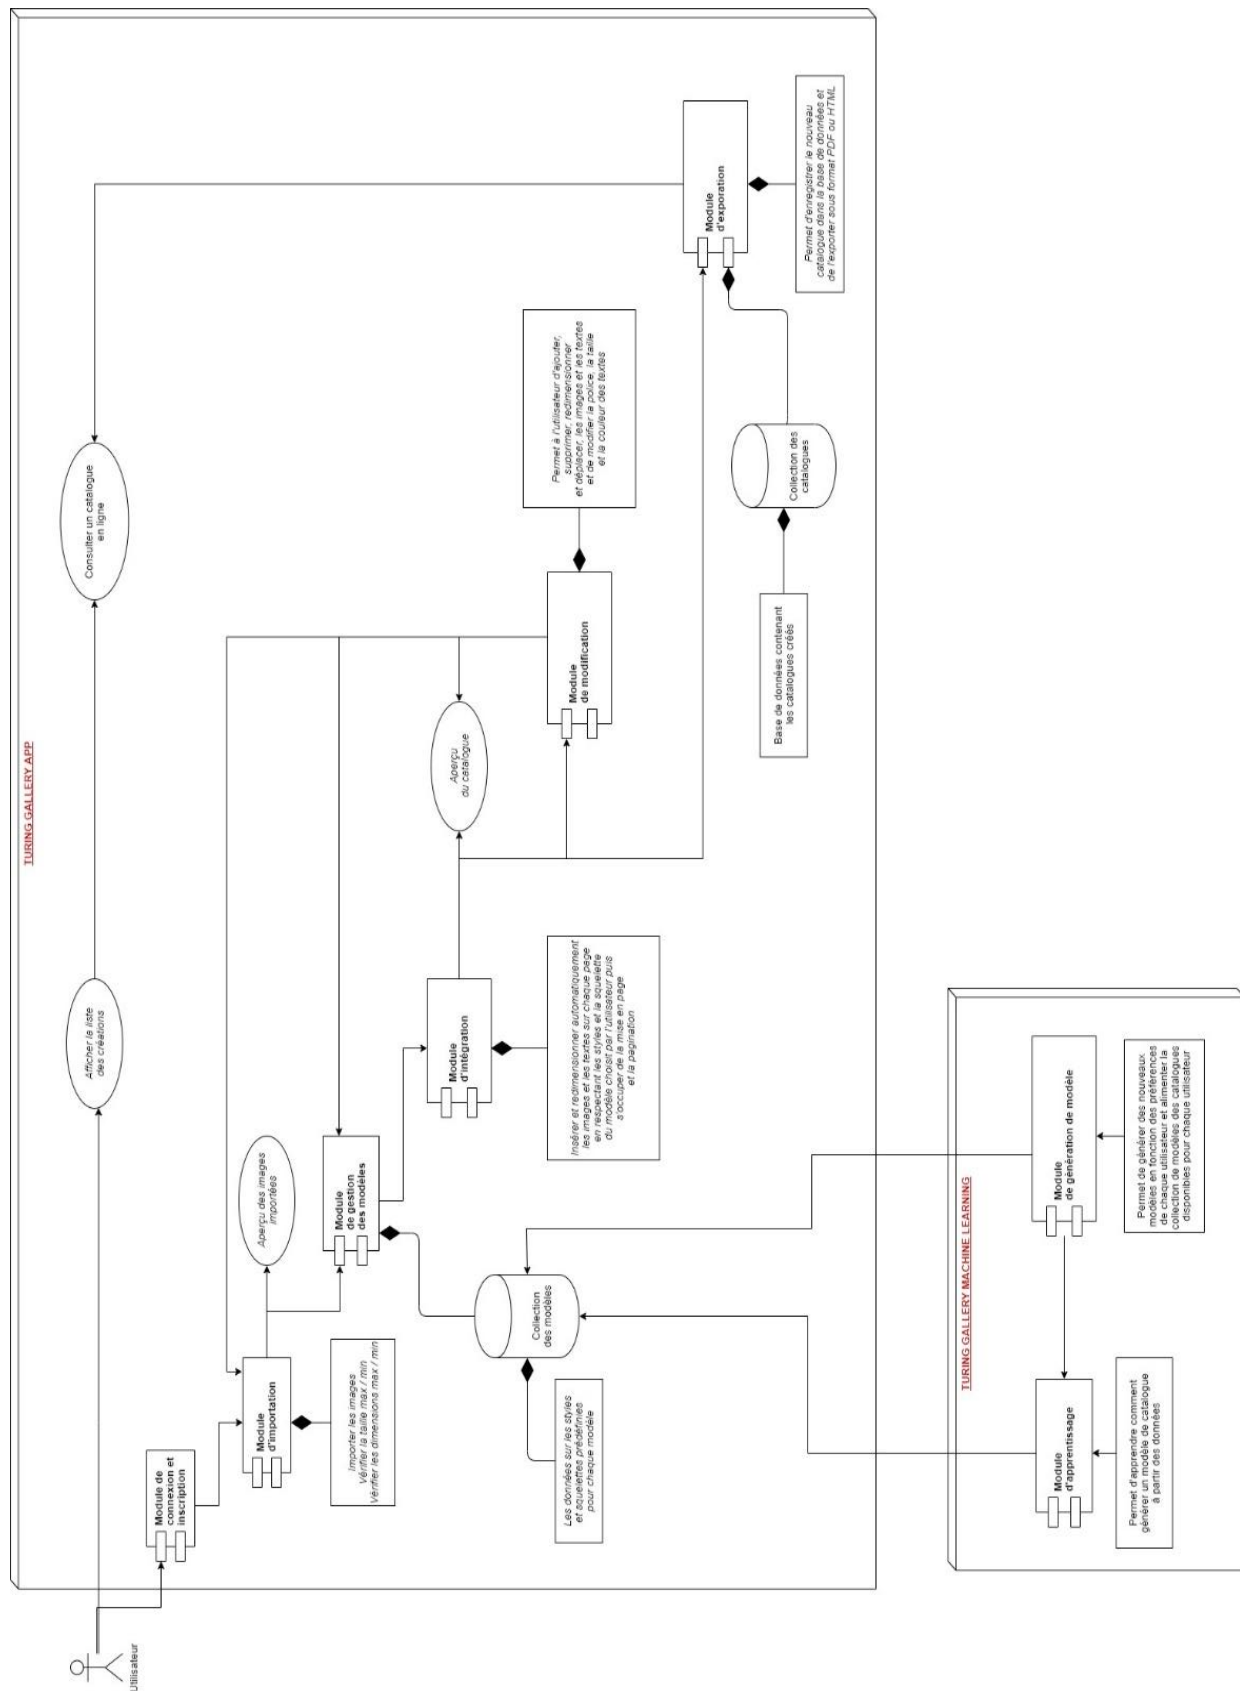 TURING GALLERY APP
Utilisateur
Afficher la liste
des créations
Consulter un catalogue
en ligne
Module de
connexion et
inscription
Module
d'importation
Importer les images
Vérifier la taille max / min
Vérifier les dimensions max / min
Aperçu des images
importées
Module
de gestion
des modèles
Collection
des modèles
Les données sur les styles
et squelettes prédéfinies
pour chaque modèle
Module
d'intégration
Insérer et redimensionner automatiquement
les images et les textes sur chaque page
en respectant les styles et la squelette
du modèle choisit par l'utilisateur puis
s'occuper de la mise en page
et la pagination
Aperçu
du catalogue
Module
de modification
Permet à l'utilisateur d'ajouter,
supprimer, redimensionner
et déplacer, les images et les textes
et de modifier la police, la taille
et la couleur des textes
Module
d'exporation
Permet d'enregistrer le nouveau
catalogue dans la base de données et
de l'exporter sous format PDF ou HTML
Collection des
catalogues
Base de données contenant
les catalogues créés
TURING GALLERY MACHINE LEARNING
Module
d'apprentissage
Permet d'apprendre comment
générer un modèle de catalogue
à partir des données
Module
de génération de modèle
Permet de générer des nouveaux
modèles en fonction des préférences
de chaque utilisateur et alimenter la
collection de modèles des catalogues
disponibles pour chaque utilisateur